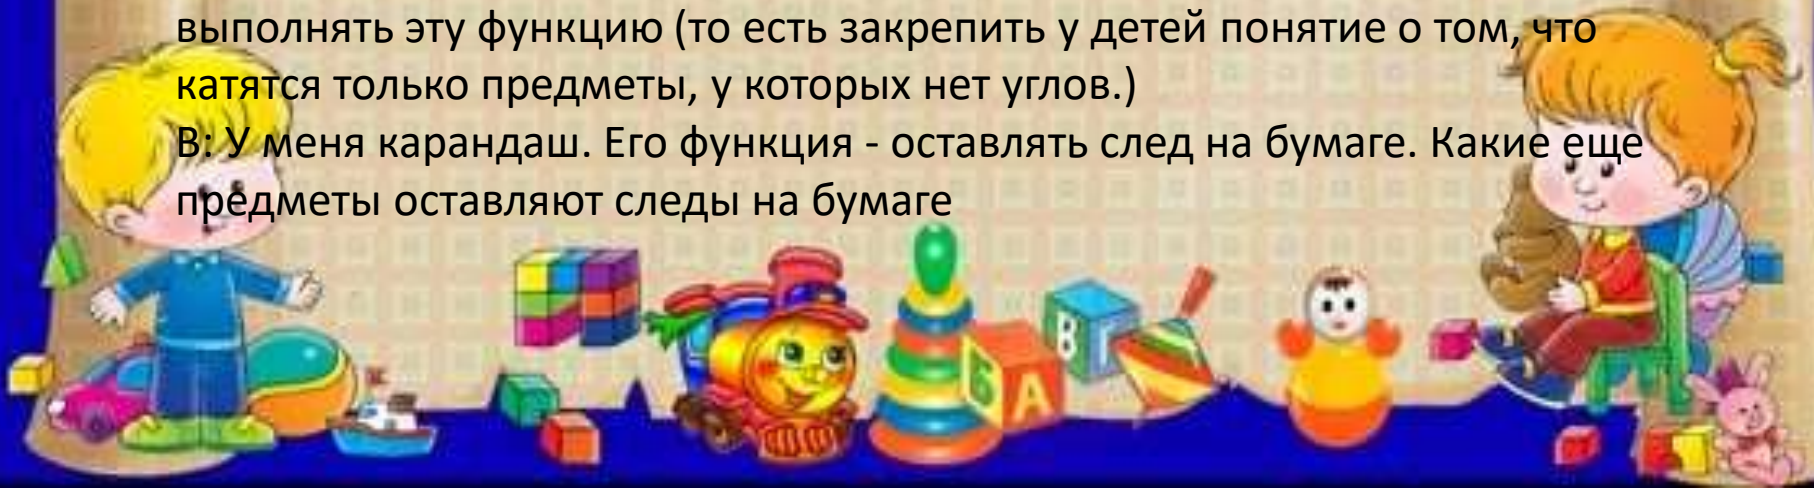 выполнять эту функцию (то есть закрепить у детей понятие о том, что
катятся только предметы, у которых нет углов.)
В: У меня карандаш. Его функция - оставлять след на бумаге. Какие еще
предметы оставляют следы на бумаге
В Г
Б А